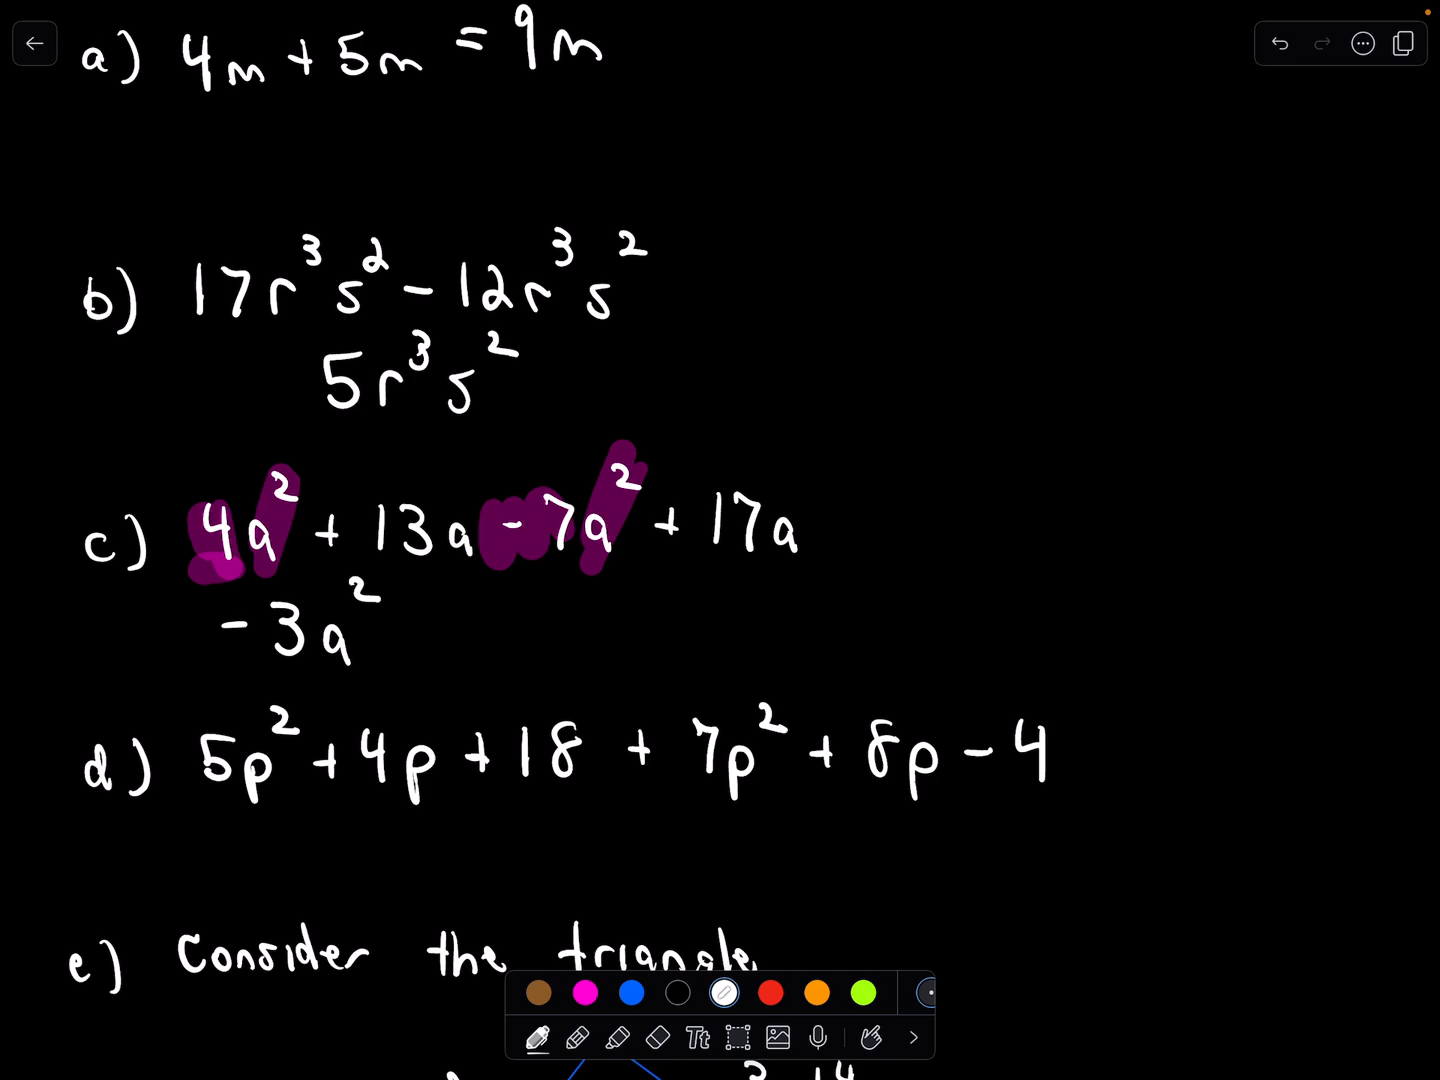 a) 4m + 5m = 9m
b) 17r³s² - 12r³s²
5r³s²
c) 4a² + 13a - 7a² + 17a
-3a²
d) 5p² + 4p + 18 + 7p² + 8p - 4
e) Consider the triangle
Tt